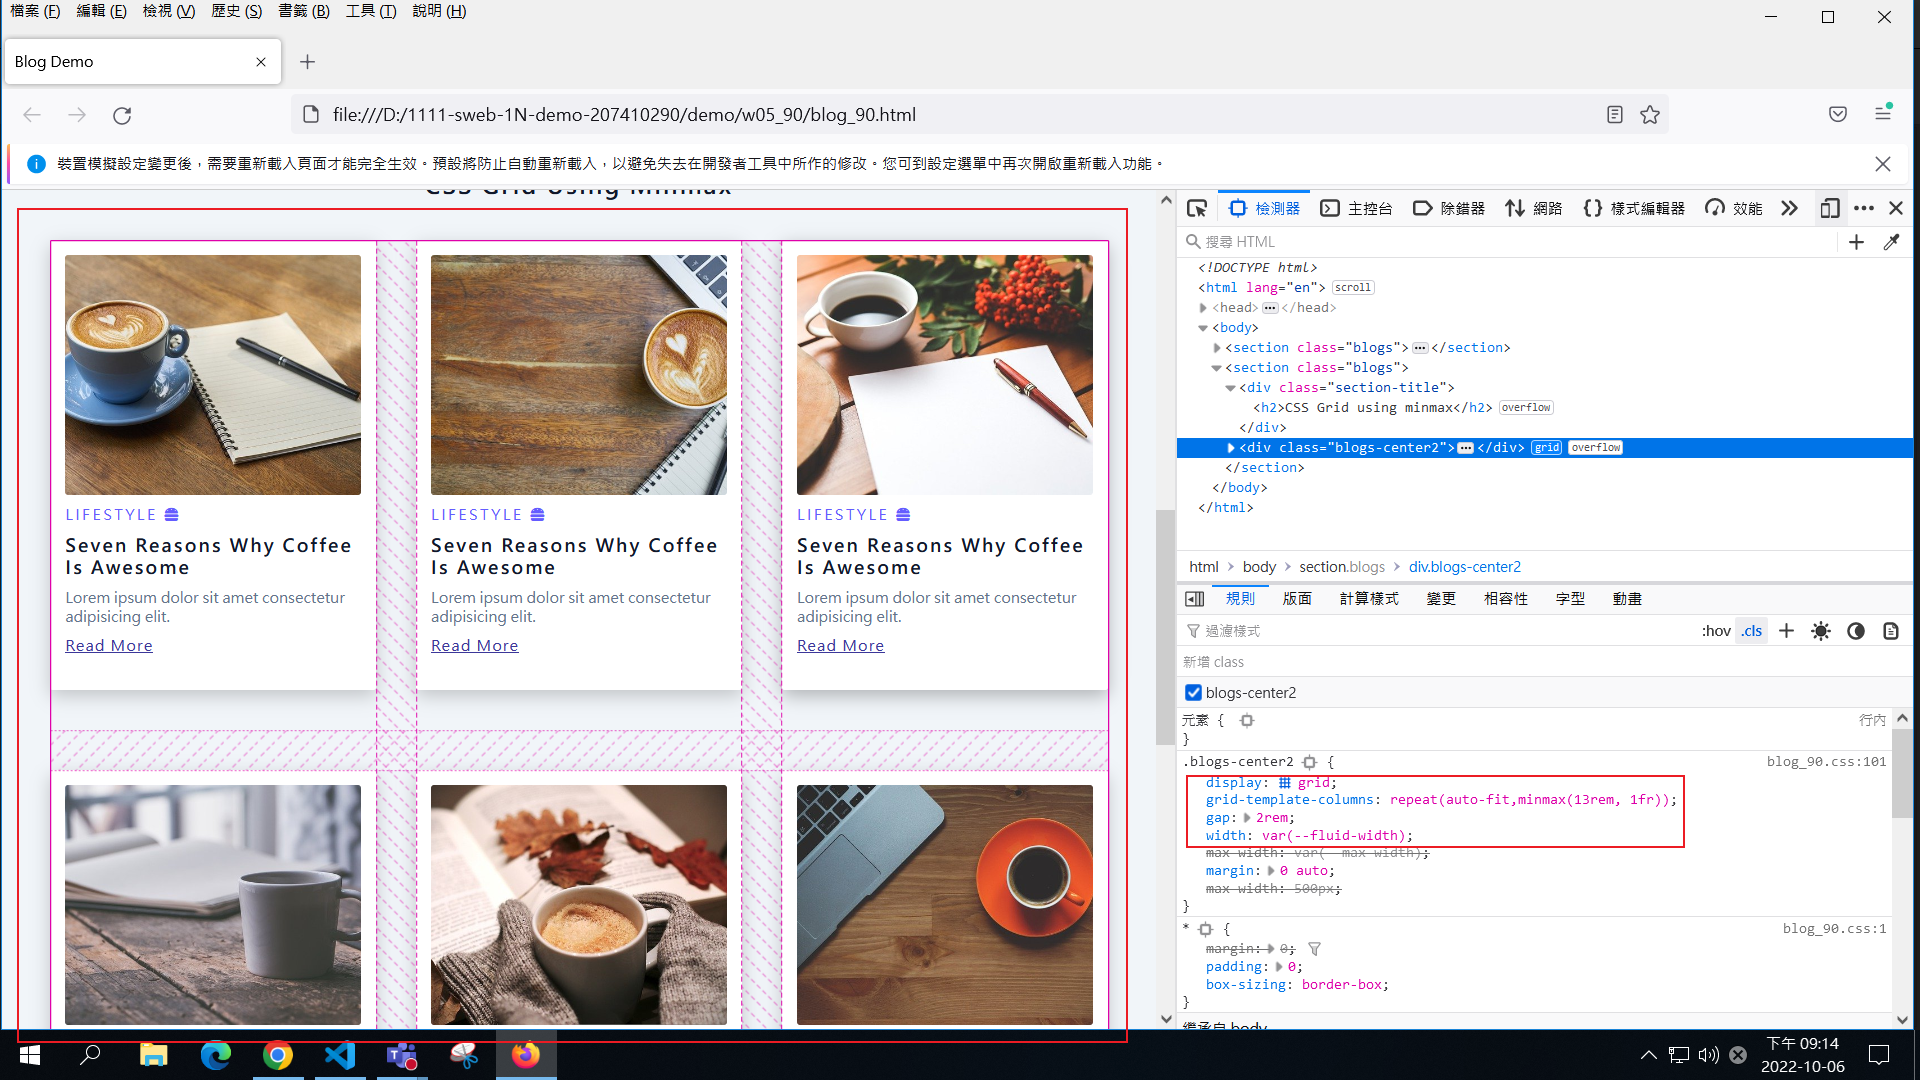 檔案 (F) 編輯 (E) 檢視 (V) 歷史 (S) 書籤 (B) 工具 (T) 說明 (H)
Blog Demo
file:///D:/1111-sweb-1N-demo-207410290/demo/w05_90/blog_90.html
裝置模擬設定變更後，需要重新載入頁面才能完全生效。預設將防止自動重新載入，以避免失去在開發者工具中所作的修改。您可到設定選單中再次開啟重新載入功能。
CSS Grid Using Minmax
LIFESTYLE
Seven Reasons Why Coffee
Is Awesome
Lorem ipsum dolor sit amet consectetur
adipisicing elit.
Read More
LIFESTYLE
Seven Reasons Why Coffee
Is Awesome
Lorem ipsum dolor sit amet consectetur
adipisicing elit.
Read More
LIFESTYLE
Seven Reasons Why Coffee
Is Awesome
Lorem ipsum dolor sit amet consectetur
adipisicing elit.
Read More
檢測器 主控台 除錯器 網路 樣式編輯器 效能
搜尋 HTML
<!DOCTYPE html>
<html lang="en"> scroll
<head> ⋯ </head>
<body>
<section class="blogs"> ⋯ </section>
<section class="blogs">
<div class="section-title">
<h2>CSS Grid using minmax</h2> overflow
</div>
<div class="blogs-center2"> ⋯ </div> grid overflow
</section>
</body>
</html>
html › body › section.blogs › div.blogs-center2
規則 版面 計算樣式 變更 相容性 字型 動畫
過濾樣式 :hov .cls
新增 class
blogs-center2
元素 { 行內
}
.blogs-center2 { blog_90.css:101
display: grid;
grid-template-columns: repeat(auto-fit,minmax(13rem, 1fr));
gap: 2rem;
width: var(--fluid-width);
max-width: var(--max-width);
margin: 0 auto;
max-width: 500px;
}
* { blog_90.css:1
margin: 0;
padding: 0;
box-sizing: border-box;
}
繼承自 body
下午 09:14
2022-10-06